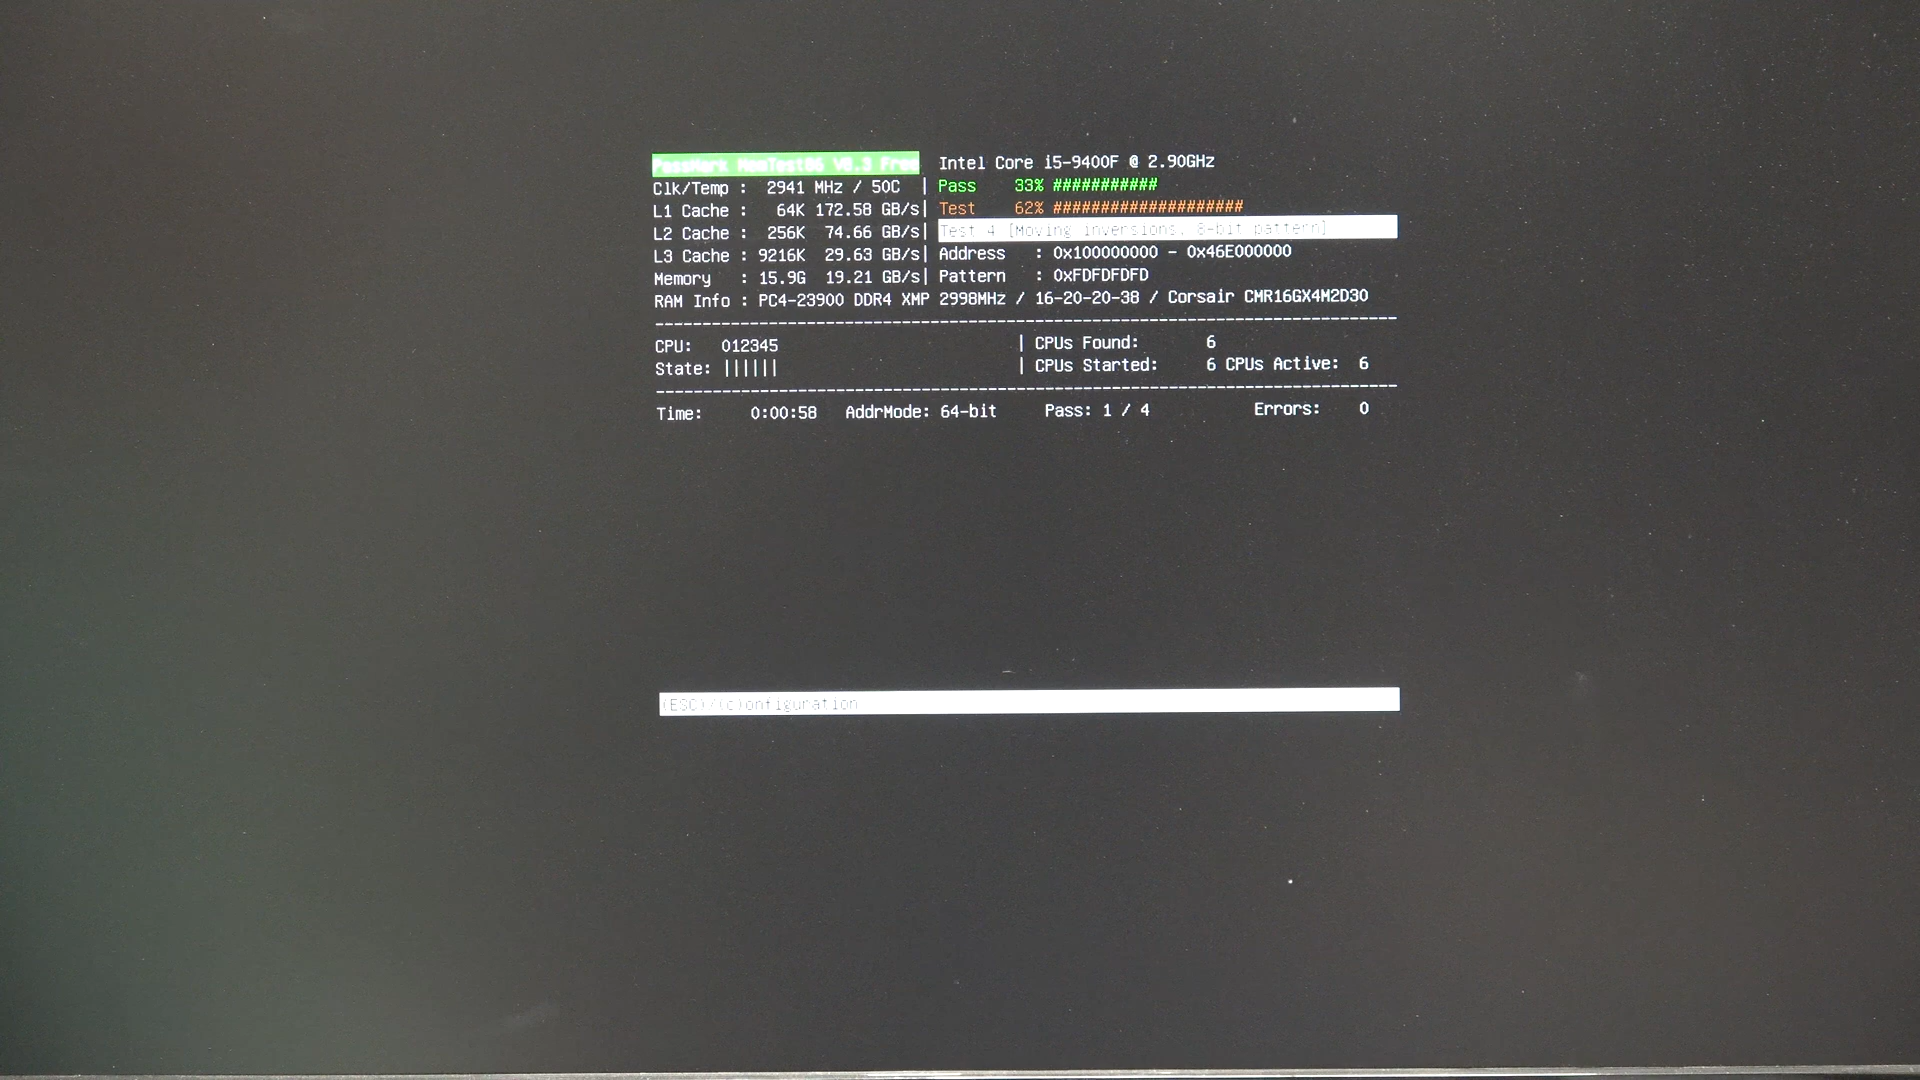 PassMark MemTest86 V8.3 Free Intel Core i5-9400F @ 2.90GHz
Clk/Temp : 2941 MHz / 50C | Pass 33% ###########
L1 Cache : 64K 172.58 GB/s| Test 62% ####################
L2 Cache : 256K 74.66 GB/s| Test 4 [Moving inversions, 8-bit pattern]
L3 Cache : 9216K 29.63 GB/s| Address : 0x100000000 - 0x46E000000
Memory : 15.9G 19.21 GB/s| Pattern : 0xFDFDFDFD
RAM Info : PC4-23900 DDR4 XMP 2998MHz / 16-20-20-38 / Corsair CMR16GX4M2D30
CPU: 012345 | CPUs Found: 6
State: |||||| | CPUs Started: 6 CPUs Active: 6
Time: 0:00:58 AddrMode: 64-bit Pass: 1 / 4 Errors: 0
(ESC)/(c)onfiguration